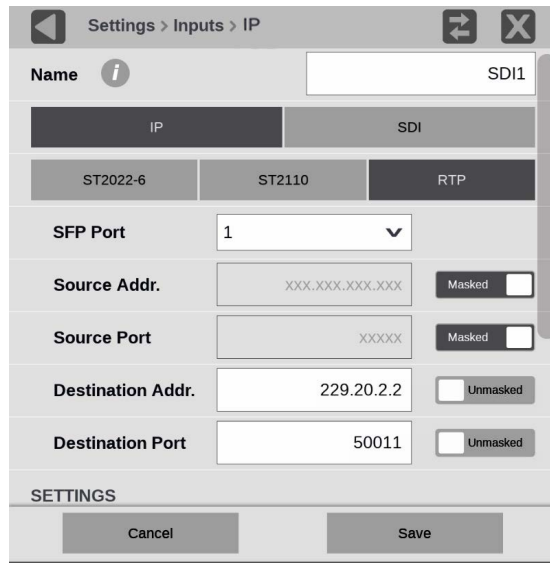 Settings > Inputs > IP
Name i SDI1
IP SDI
ST2022-6 ST2110 RTP
SFP Port 1
Source Addr. xxx.xxx.xxx.xxx Masked
Source Port xxxxx Masked
Destination Addr. 229.20.2.2 Unmasked
Destination Port 50011 Unmasked
SETTINGS
Cancel Save